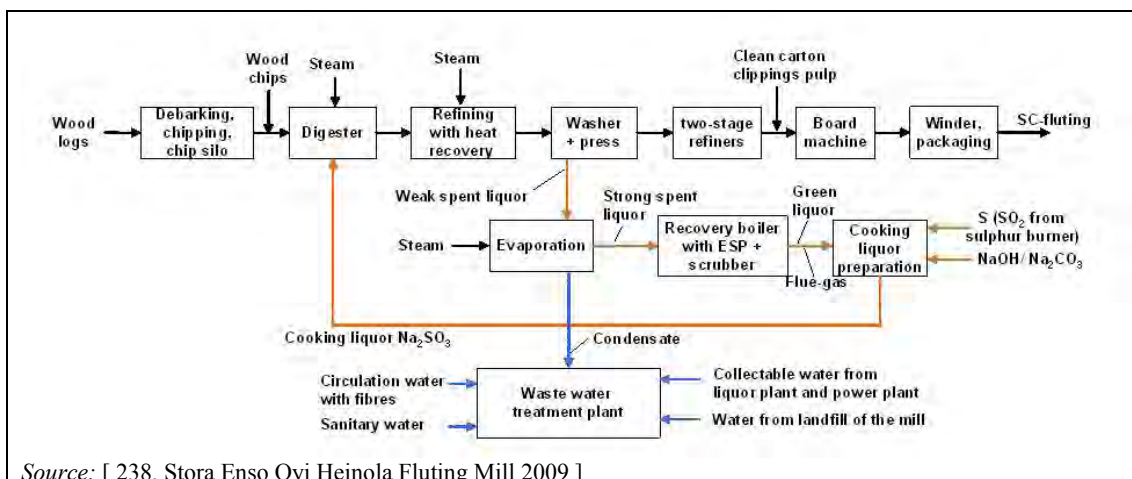 Wood
chips
Steam
Steam
Clean carton
clippings pulp
Wood
logs
Debarking,
chipping,
chip silo
Digester
Refining
with heat
recovery
Washer
+ press
two-stage
refiners
Board
machine
Winder,
packaging
SC-fluting
Weak spent liquor
Strong spent
liquor
Green
liquor
Steam
Evaporation
Recovery boiler
with ESP +
scrubber
Flue-gas
Cooking
liquor
preparation
S (SO2 from
sulphur burner)
NaOH/ Na2CO3
Cooking liquor Na2SO3
Condensate
Circulation water
with fibres
Sanitary water
Waste water
treatment plant
Collectable water from
liquor plant and power plant
Water from landfill of the mill
Source: [ 238, Stora Enso Oyj Heinola Fluting Mill 2009 ]